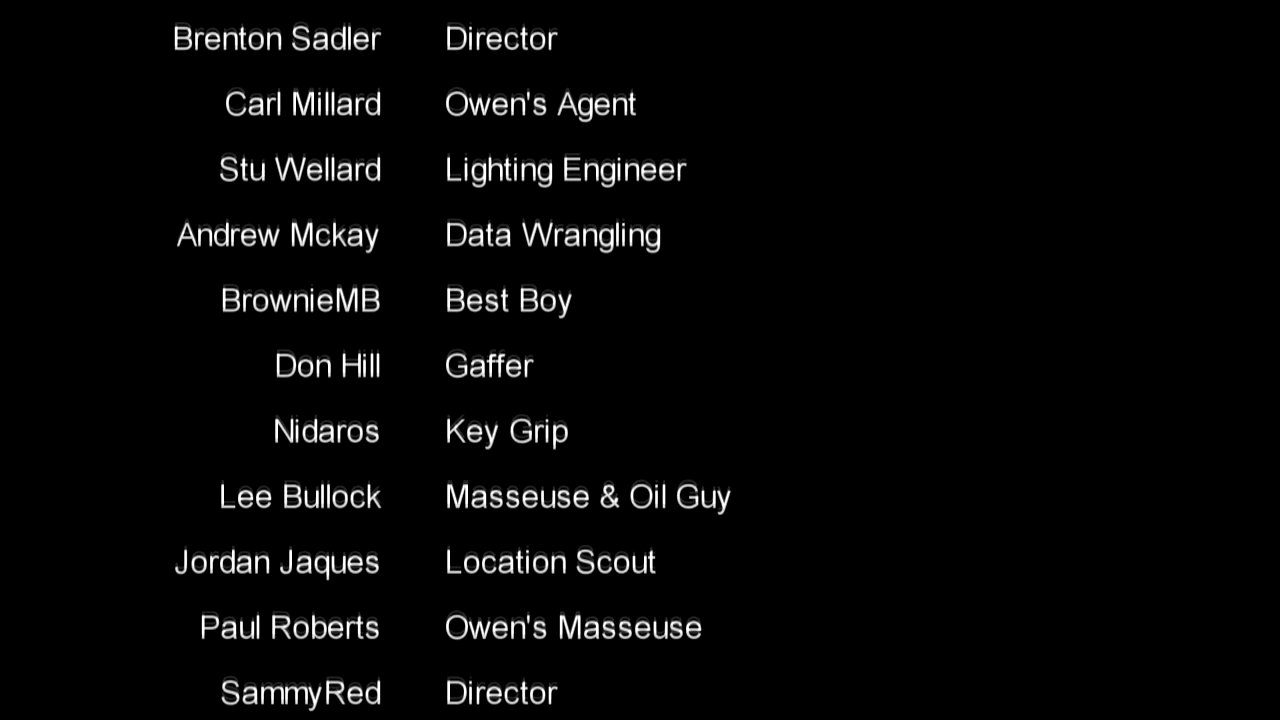 Brenton Sadler Director
Carl Millard Owen's Agent
Stu Wellard Lighting Engineer
Andrew Mckay Data Wrangling
BrownieMB Best Boy
Don Hill Gaffer
Nidaros Key Grip
Lee Bullock Masseuse & Oil Guy
Jordan Jaques Location Scout
Paul Roberts Owen's Masseuse
SammyRed Director